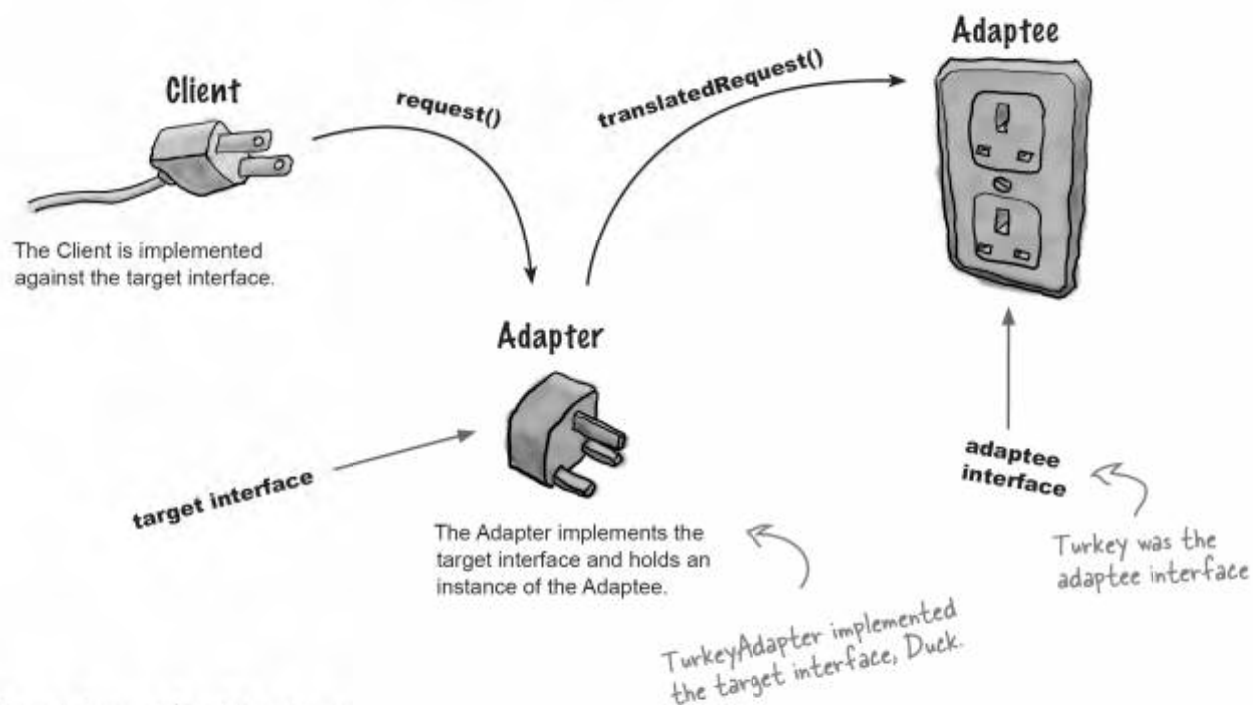 Adaptee
Client
request()
translatedRequest()
The Client is implemented
against the target interface.
Adapter
target interface
adaptee
interface
The Adapter implements the
target interface and holds an
instance of the Adaptee.
Turkey was the
adaptee interface
TurkeyAdapter implemented
the target interface, Duck.